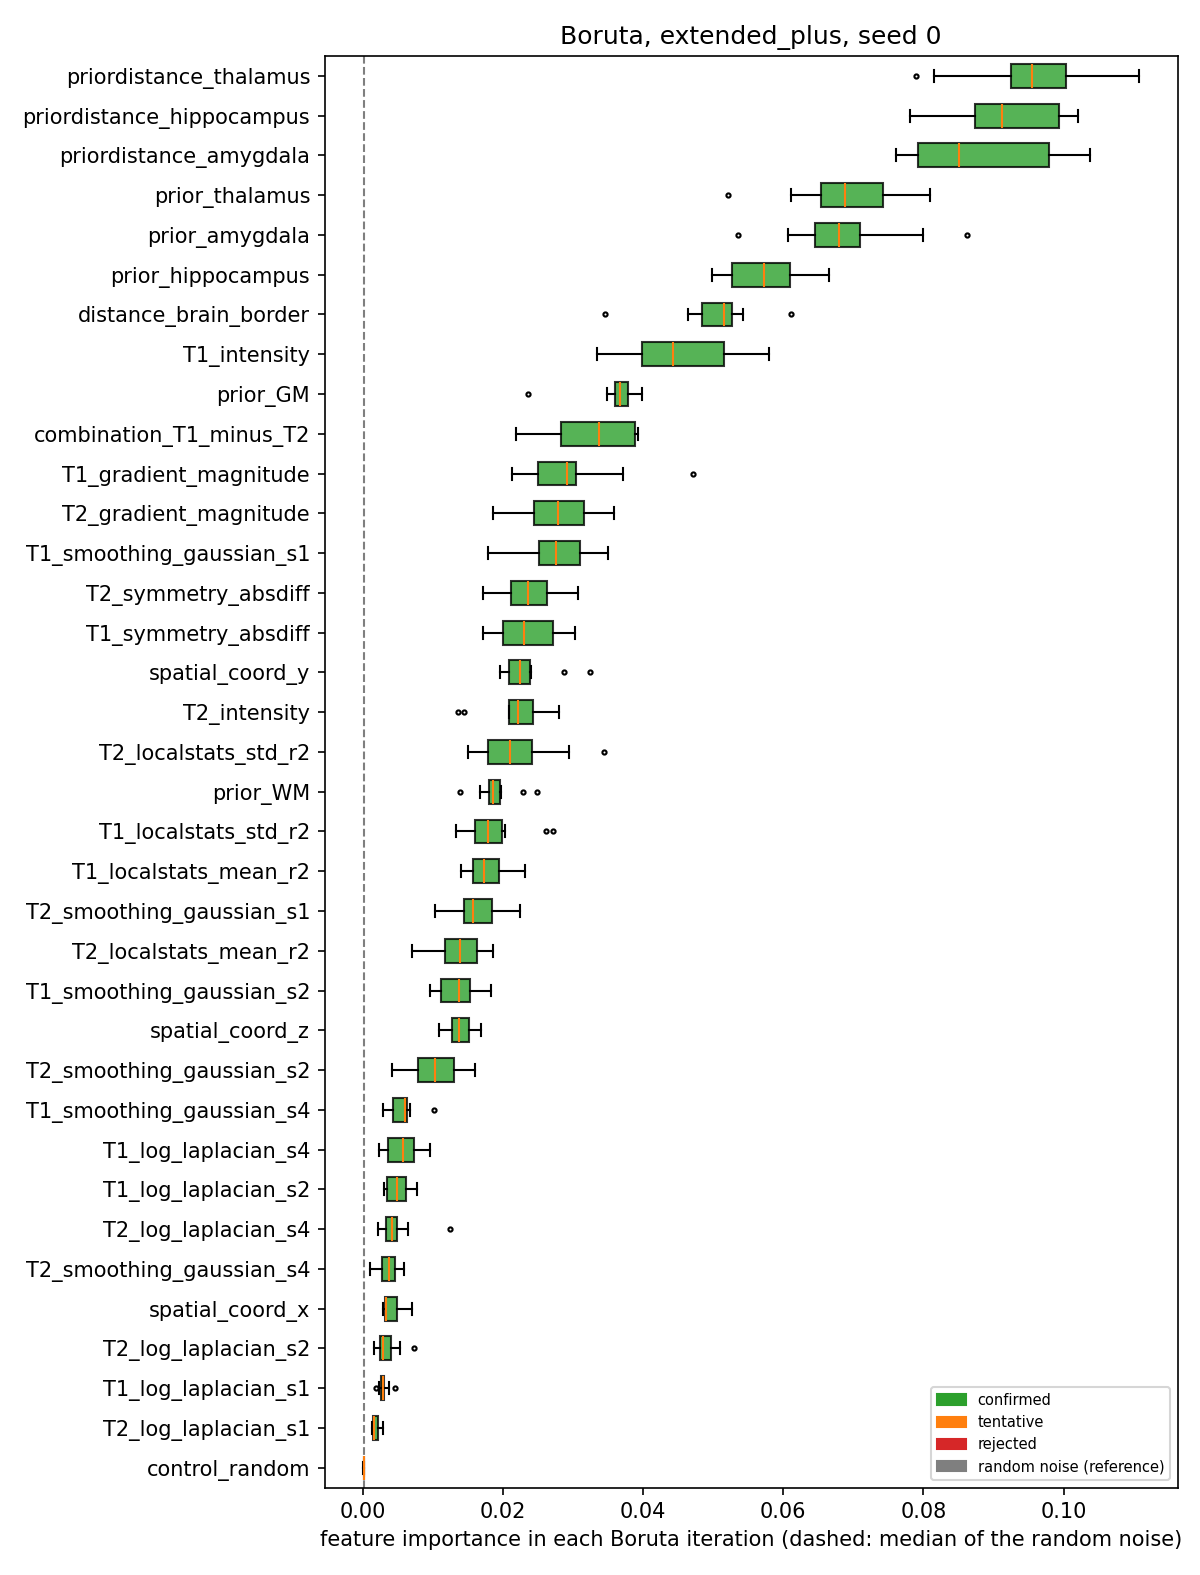 Boruta, extended_plus, seed 0
priordistance_thalamus
priordistance_hippocampus
priordistance_amygdala
prior_thalamus
prior_amygdala
prior_hippocampus
distance_brain_border
T1_intensity
prior_GM
combination_T1_minus_T2
T1_gradient_magnitude
T2_gradient_magnitude
T1_smoothing_gaussian_s1
T2_symmetry_absdiff
T1_symmetry_absdiff
spatial_coord_y
T2_intensity
T2_localstats_std_r2
prior_WM
T1_localstats_std_r2
T1_localstats_mean_r2
T2_smoothing_gaussian_s1
T2_localstats_mean_r2
T1_smoothing_gaussian_s2
spatial_coord_z
T2_smoothing_gaussian_s2
T1_smoothing_gaussian_s4
T1_log_laplacian_s4
T1_log_laplacian_s2
T2_log_laplacian_s4
T2_smoothing_gaussian_s4
spatial_coord_x
T2_log_laplacian_s2
T1_log_laplacian_s1
T2_log_laplacian_s1
control_random
confirmed
tentative
rejected
random noise (reference)
0.00 0.02 0.04 0.06 0.08 0.10
feature importance in each Boruta iteration (dashed: median of the random noise)